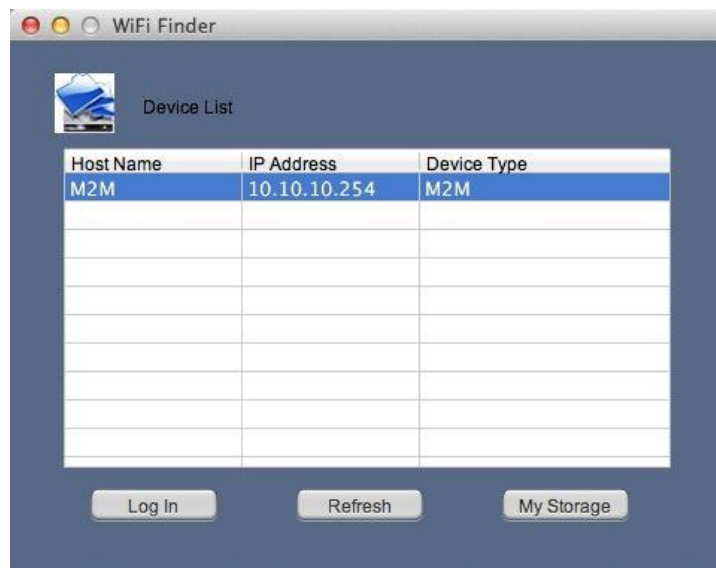 WiFi Finder
Device List
Host Name IP Address Device Type
M2M 10.10.10.254 M2M
Log In Refresh My Storage